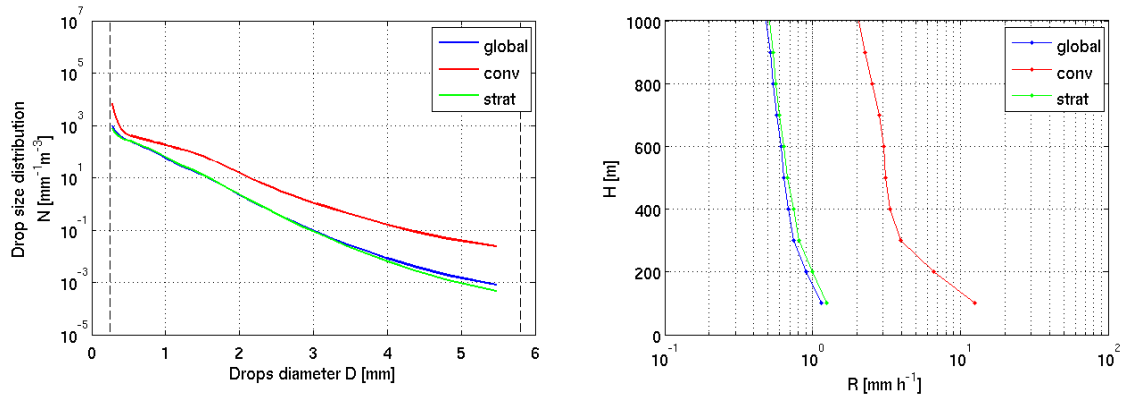 10^7
10^5
10^3
10^1
10^-1
10^-3
10^-5
Drop size distribution
N [mm^-1m^-3]
0 1 2 3 4 5 6
Drops diameter D [mm]
global
conv
strat
1000
800
600
400
200
0
H [m]
10^-1 10^0 10^1 10^2
R [mm h^-1]
global
conv
strat